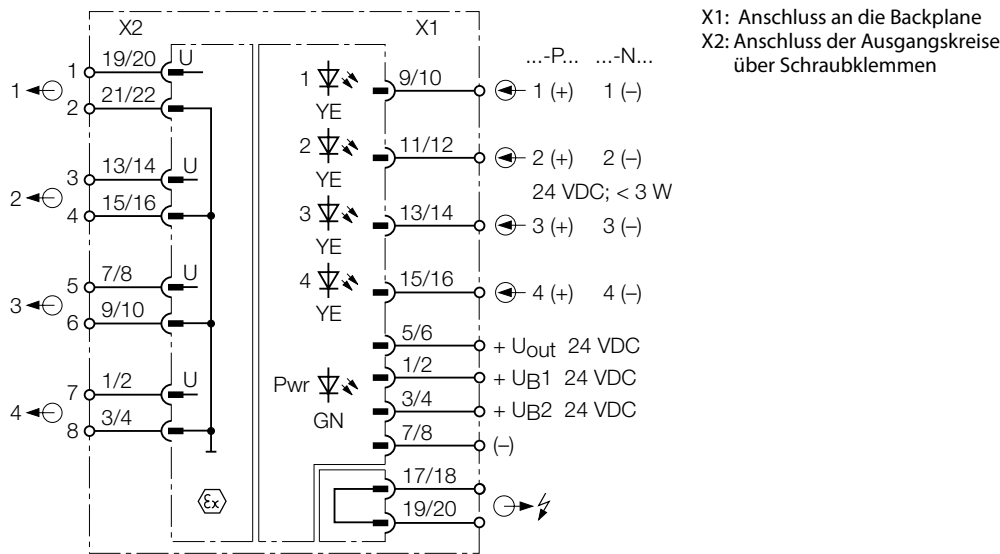 X2 X1
X1: Anschluss an die Backplane
X2: Anschluss der Ausgangskreise
über Schraubklemmen
...-P... ...-N...
1 19/20 U
1
2 21/22
3 13/14 U
2
4 15/16
5 7/8 U
3
6 9/10
7 1/2 U
4
8 3/4
Ex
1 YE 9/10 1 (+) 1 (–)
2 YE 11/12 2 (+) 2 (–)
24 VDC; < 3 W
3 YE 13/14 3 (+) 3 (–)
4 YE 15/16 4 (+) 4 (–)
5/6 + Uout 24 VDC
Pwr GN 1/2 + UB1 24 VDC
3/4 + UB2 24 VDC
7/8 (–)
17/18
19/20